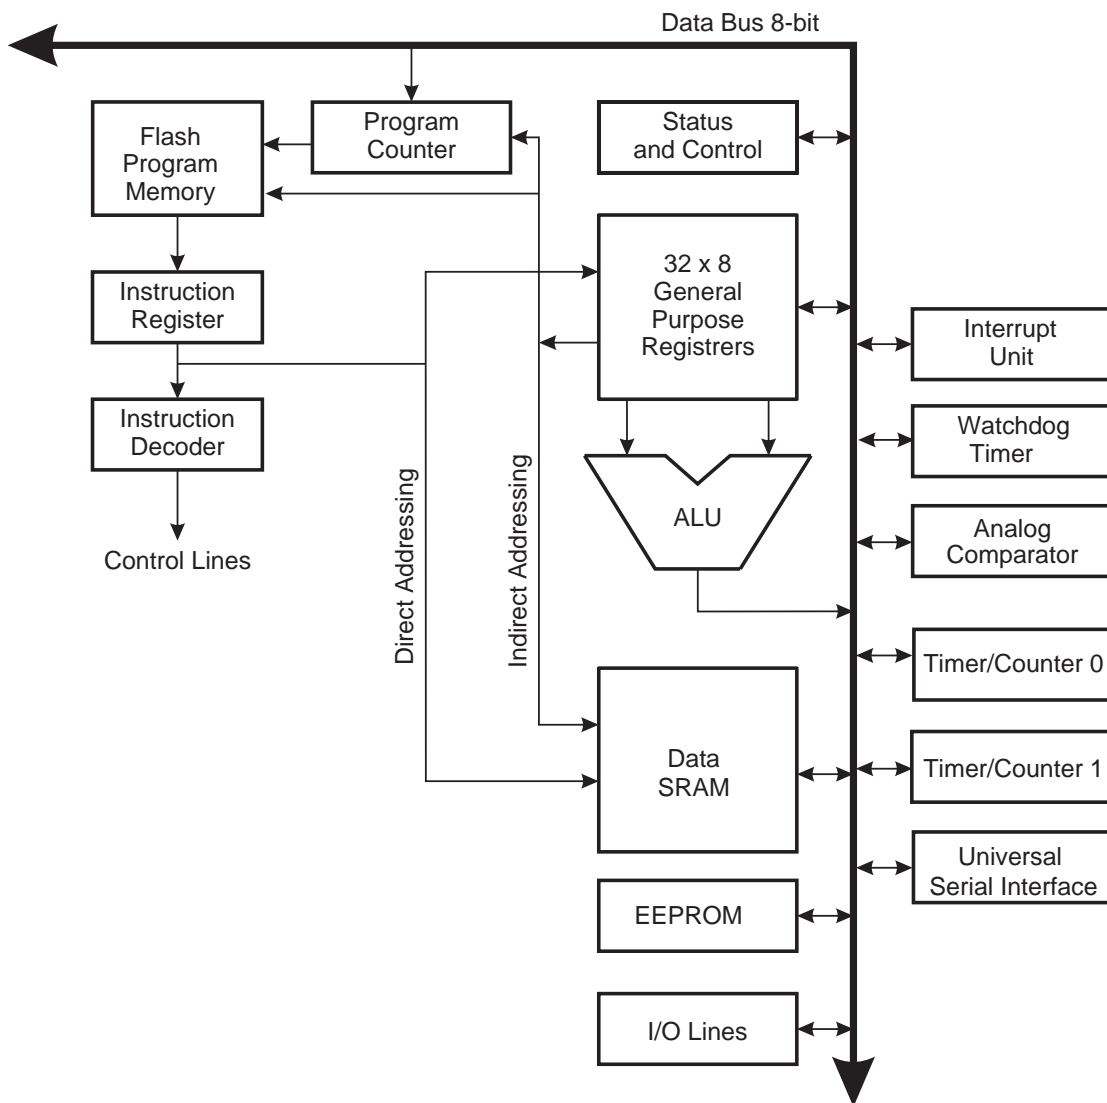 Data Bus 8-bit
Flash
Program
Memory
Program
Counter
Status
and Control
32 x 8
General
Purpose
Registrers
Instruction
Register
Instruction
Decoder
Control Lines
Direct Addressing
Indirect Addressing
ALU
Interrupt
Unit
Watchdog
Timer
Analog
Comparator
Timer/Counter 0
Data
SRAM
Timer/Counter 1
Universal
Serial Interface
EEPROM
I/O Lines